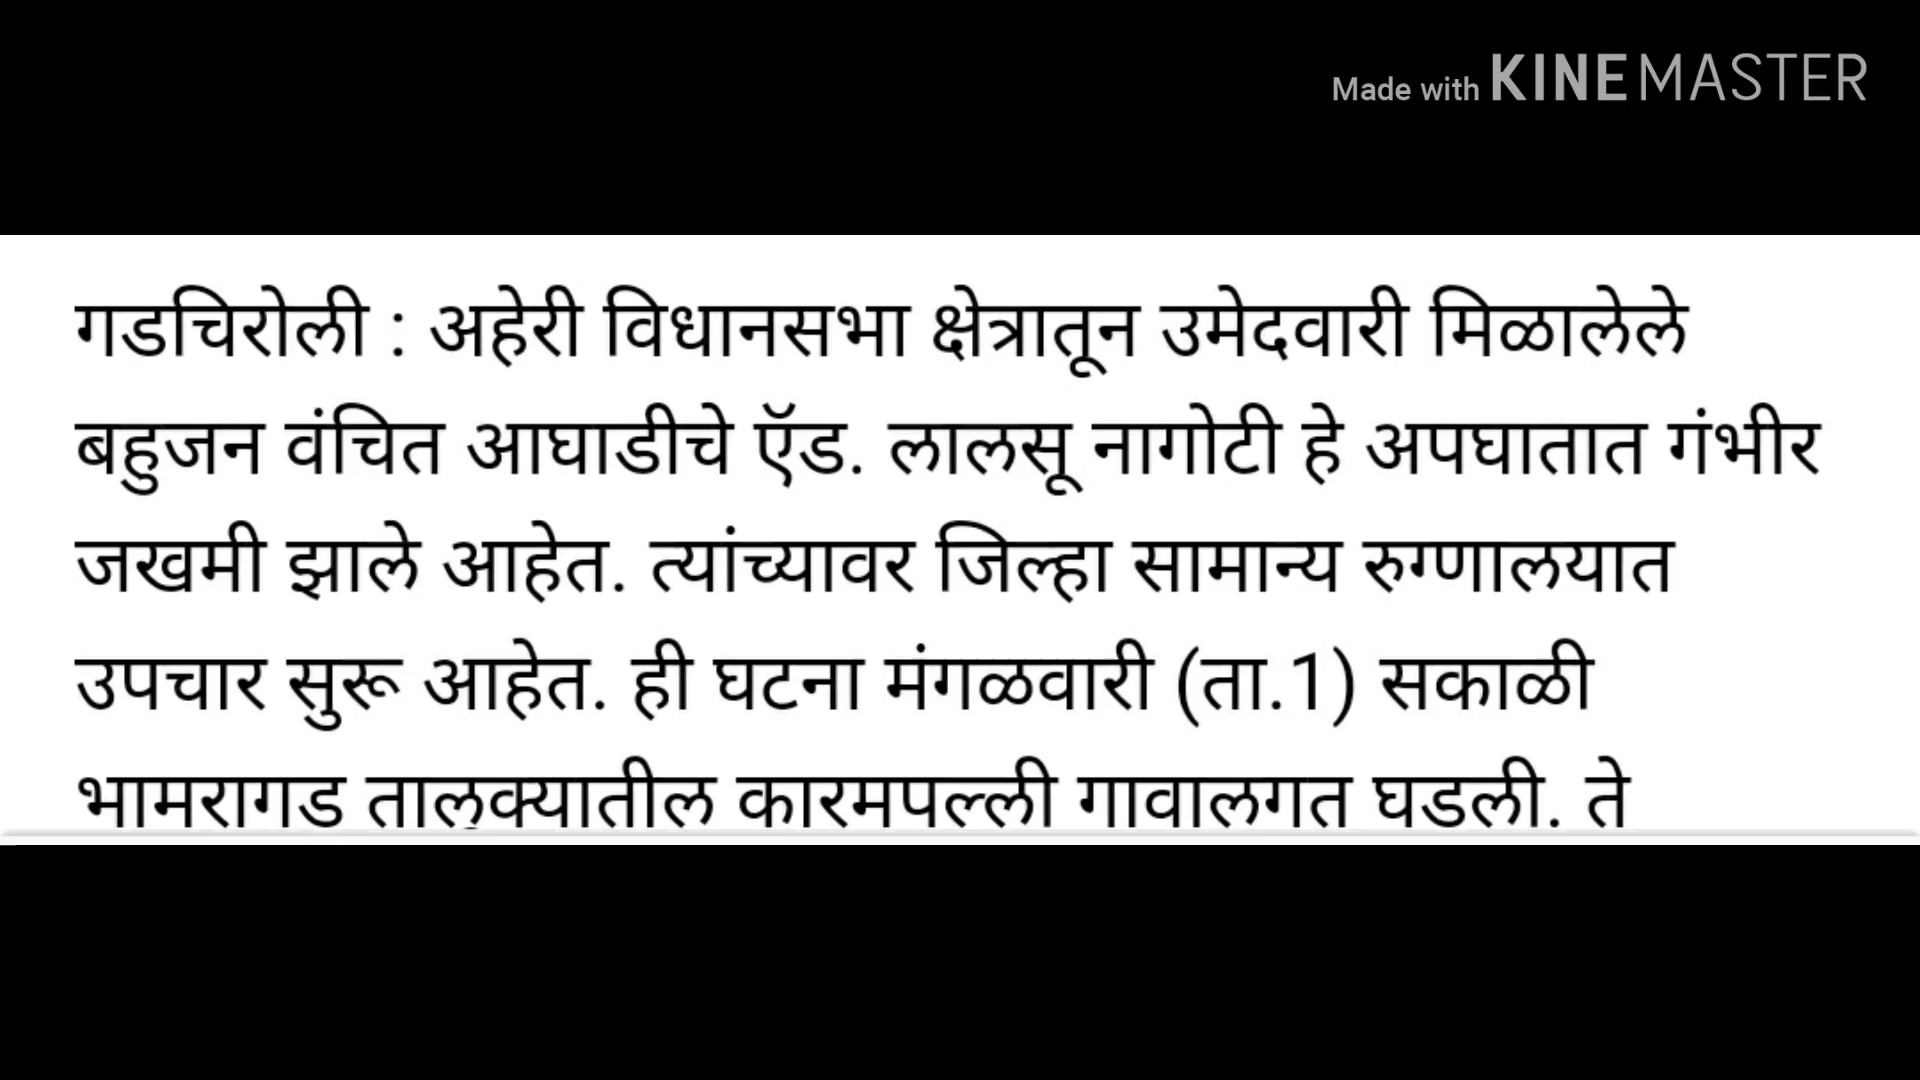 Made with KINEMASTER
गडचिरोली : अहेरी विधानसभा क्षेत्रातून उमेदवारी मिळालेले
बहुजन वंचित आघाडीचे ऍड. लालसू नागोटी हे अपघातात गंभीर
जखमी झाले आहेत. त्यांच्यावर जिल्हा सामान्य रुग्णालयात
उपचार सुरू आहेत. ही घटना मंगळवारी (ता.1) सकाळी
भामरागड तालुक्यातील कारमपल्ली गावालगत घडली. ते